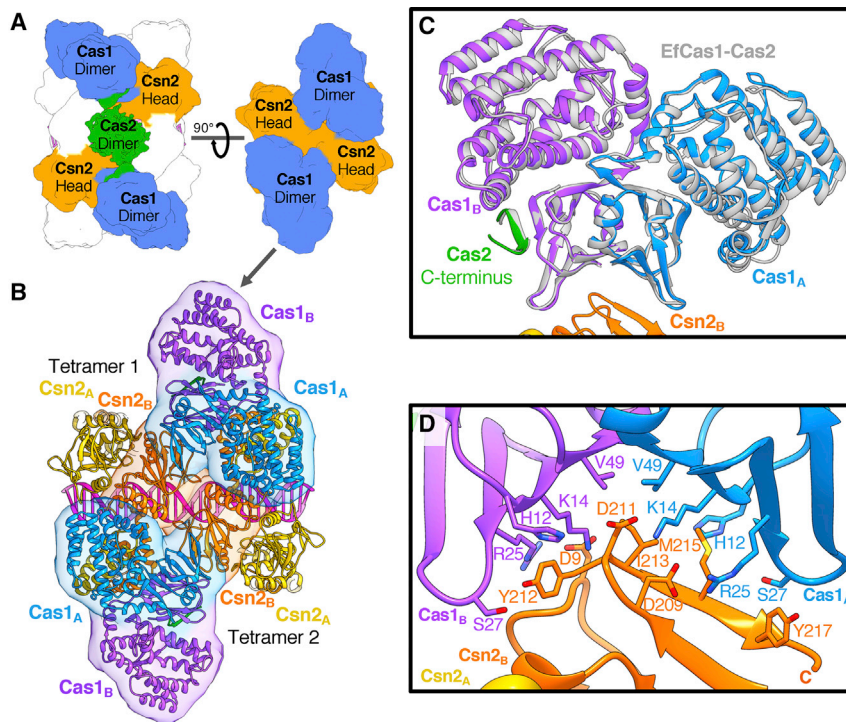 A
Cas1
Dimer
Csn2
Head
Cas2
Dimer
Csn2
Head
Cas1
Dimer
90°
Cas1
Dimer
Csn2
Head
Csn2
Head
Cas1
Dimer
B
Cas1B
Tetramer 1
Csn2A
Csn2B
Cas1A
Cas1A
Csn2B
Csn2A
Tetramer 2
Cas1B
C
EfCas1-Cas2
Cas1B
Cas2
C-terminus
Cas1A
Csn2B
D
V49
V49
K14
D211
K14
H12
M215
H12
R25
D9
I213
R25
Y212
D209
S27
S27
Cas1B
Cas1A
Y217
Csn2B
Csn2A
C